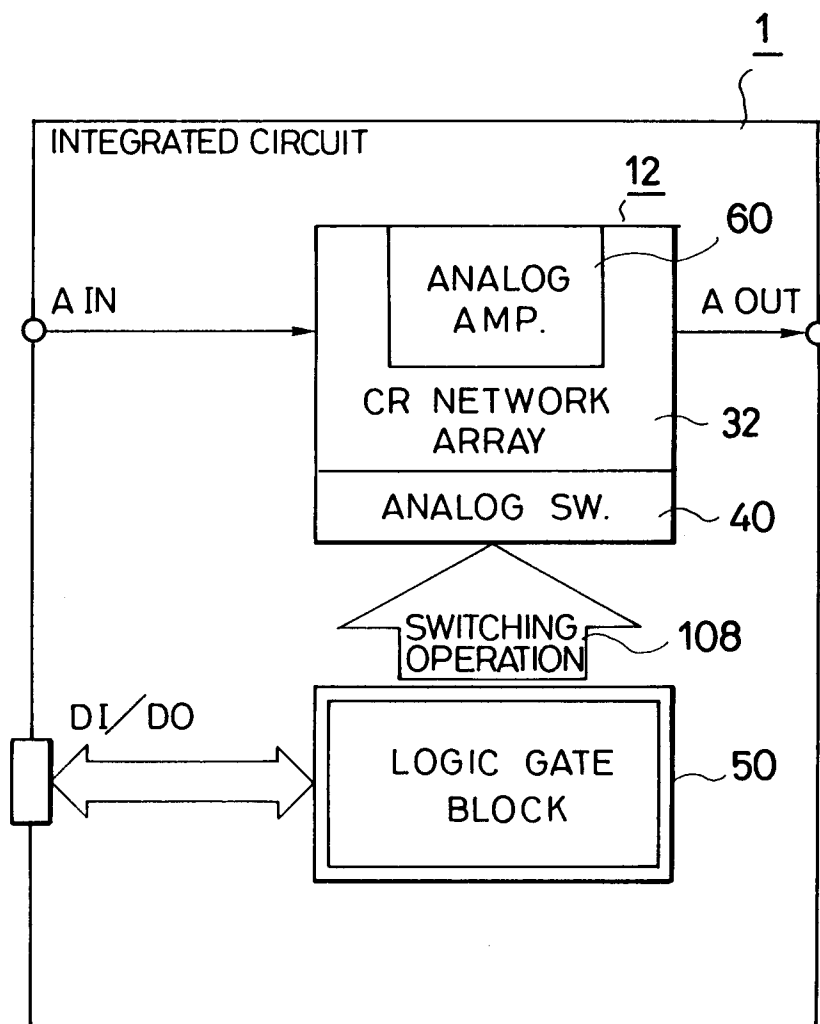 1
INTEGRATED CIRCUIT
12
60
ANALOG
AMP.
A IN
A OUT
CR NETWORK
ARRAY
32
ANALOG SW.
40
SWITCHING
OPERATION
108
DI/DO
LOGIC GATE
BLOCK
50